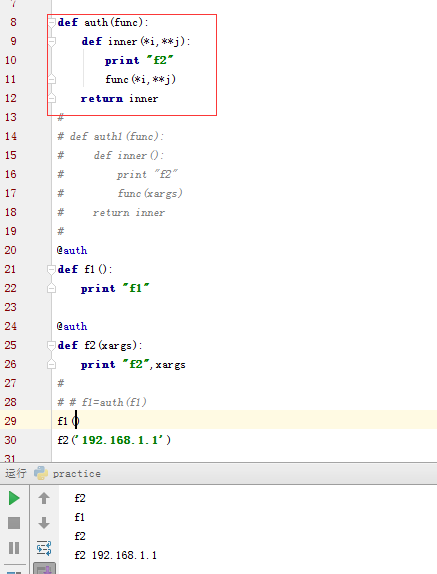 7
8 def auth(func):
9     def inner(*i,**j):
10         print "f2"
11         func(*i,**j)
12     return inner
13 #
14 # def auth1(func):
15 #     def inner():
16 #         print "f2"
17 #         func(xargs)
18 #     return inner
19 #
20 @auth
21 def f1():
22     print "f1"
23
24 @auth
25 def f2(xargs):
26     print "f2",xargs
27 #
28 # # f1=auth(f1)
29 f1()
30 f2('192.168.1.1')
31
运行 practice
f2
f1
f2
f2 192.168.1.1